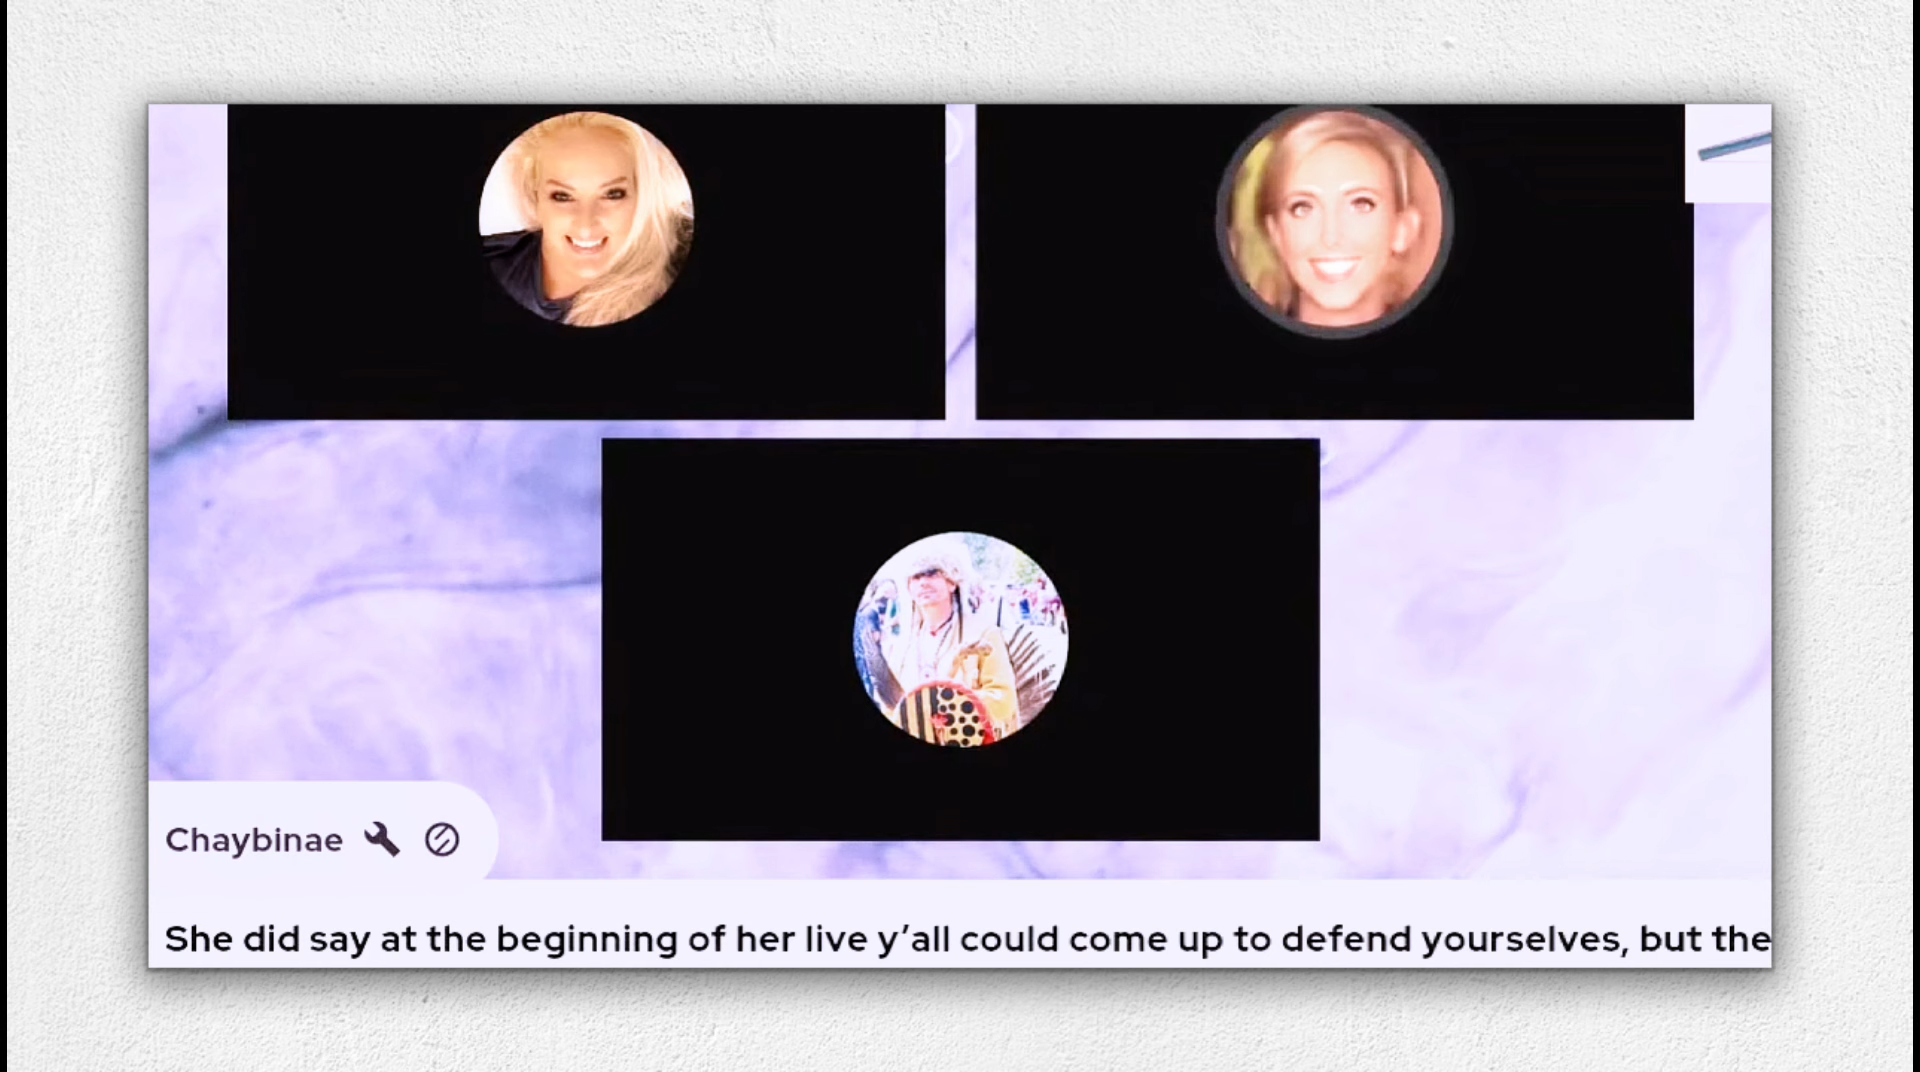 Chaybinae
She did say at the beginning of her live y’all could come up to defend yourselves, but the